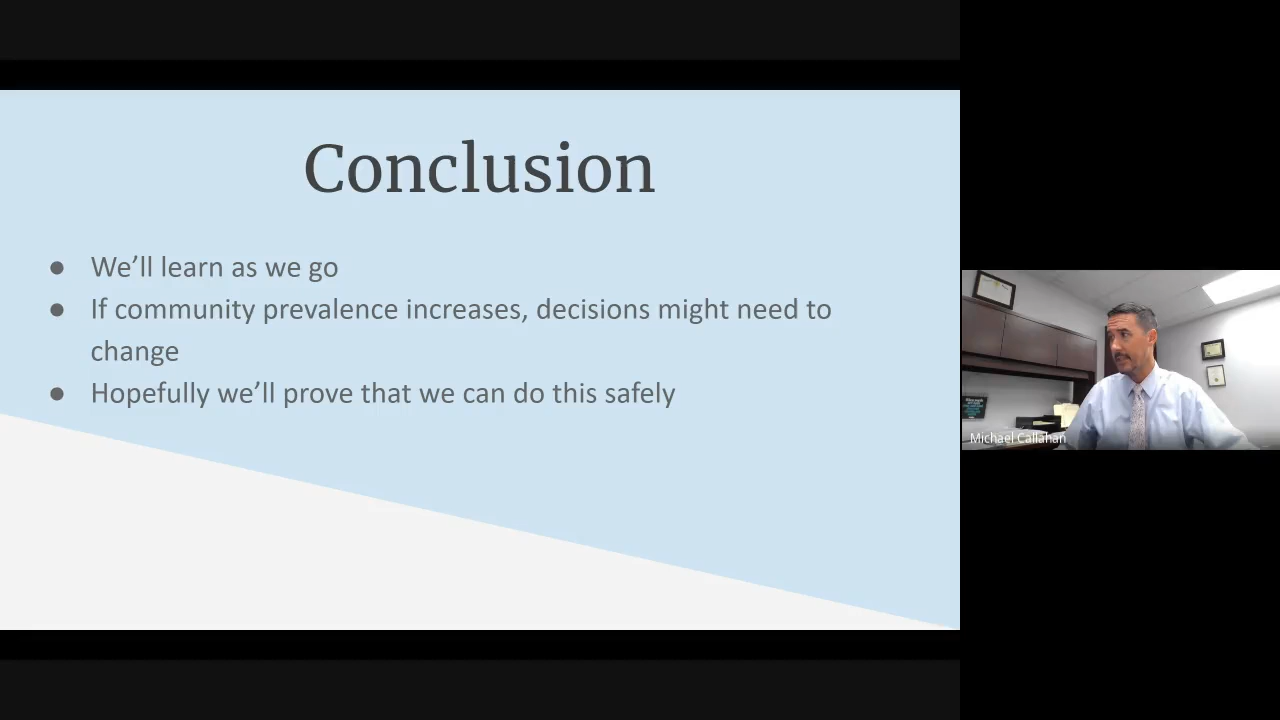 Conclusion
● We’ll learn as we go
● If community prevalence increases, decisions might need to
change
● Hopefully we’ll prove that we can do this safely
Michael Callahan